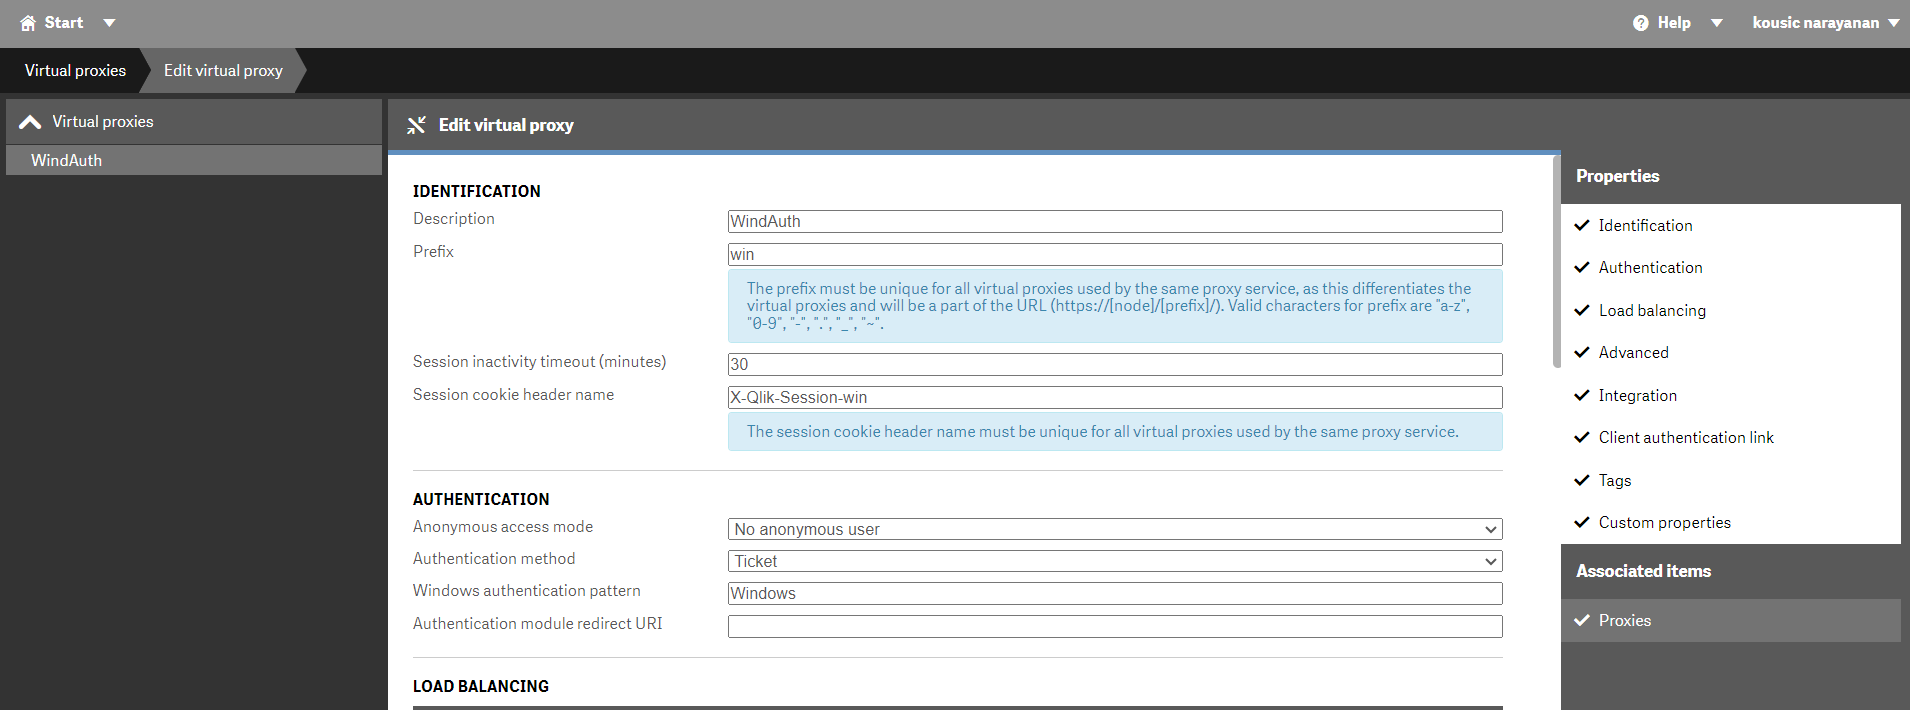 Start
Help
kousic narayanan
Virtual proxies
Edit virtual proxy
Virtual proxies
WindAuth
Edit virtual proxy
IDENTIFICATION
Description
WindAuth
Prefix
win
The prefix must be unique for all virtual proxies used by the same proxy service, as this differentiates the
virtual proxies and will be a part of the URL (https://[node]/[prefix]/). Valid characters for prefix are "a-z",
"0-9", "-", ".", "_", "~".
Session inactivity timeout (minutes)
30
Session cookie header name
X-Qlik-Session-win
The session cookie header name must be unique for all virtual proxies used by the same proxy service.
AUTHENTICATION
Anonymous access mode
No anonymous user
Authentication method
Ticket
Windows authentication pattern
Windows
Authentication module redirect URI
LOAD BALANCING
Properties
Identification
Authentication
Load balancing
Advanced
Integration
Client authentication link
Tags
Custom properties
Associated items
Proxies